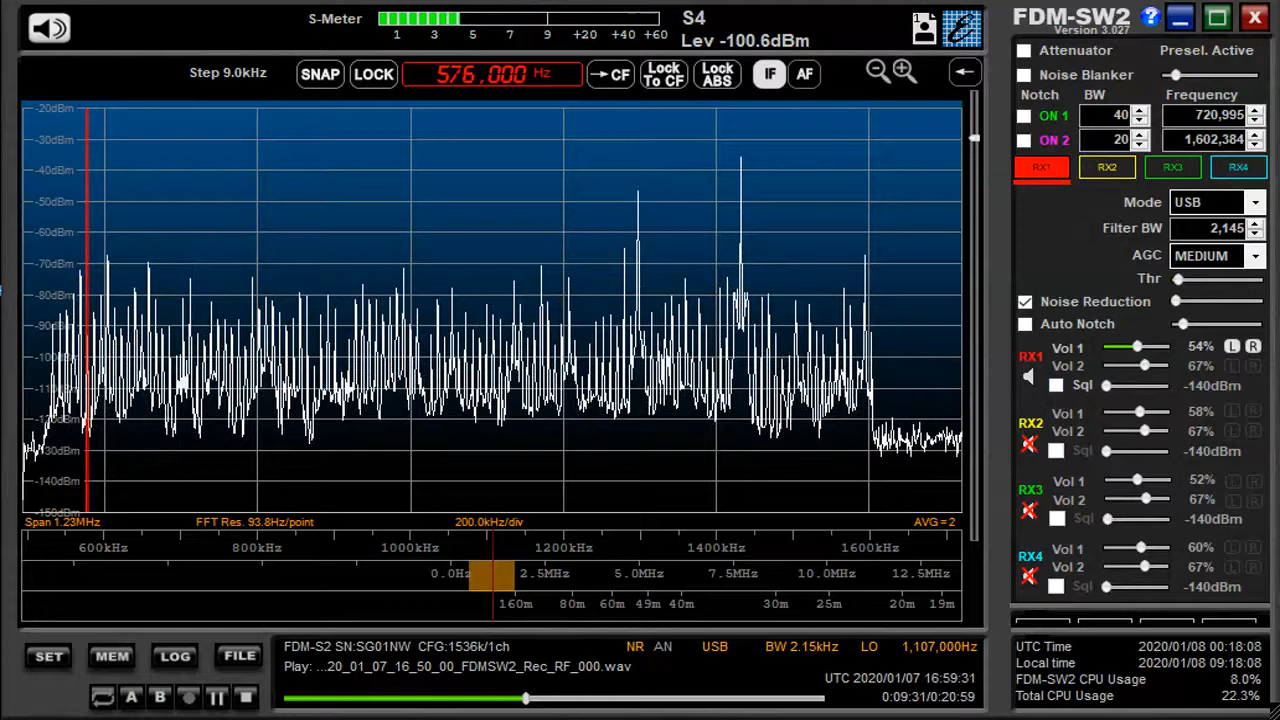 S-Meter
1 3 5 7 9 +20 +40 +60
S4
Lev -100.6dBm
FDM-SW2
Version 3.027
Step 9.0kHz
SNAP
LOCK
576,000 Hz
→CF
Lock To CF
Lock ABS
IF
AF
-20dBm
-30dBm
-40dBm
-50dBm
-60dBm
-70dBm
-80dBm
-90dBm
-100dBm
-110dBm
-120dBm
-130dBm
-140dBm
-150dBm
Span 1.23MHz
FFT Res. 93.8Hz/point
200.0kHz/div
AVG=2
600kHz 800kHz 1000kHz 1200kHz 1400kHz 1600kHz
0.0Hz 2.5MHz 5.0MHz 7.5MHz 10.0MHz 12.5MHz
160m 80m 60m 49m 40m 30m 25m 20m 19m
Attenuator
Presel. Active
Noise Blanker
Notch BW Frequency
ON 1 40 720,995
ON 2 20 1,602,384
RX1 RX2 RX3 RX4
Mode USB
Filter BW 2,145
AGC MEDIUM
Thr
Noise Reduction
Auto Notch
RX1
Vol 1 54% L R
Vol 2 67% L R
Sql -140dBm
RX2
Vol 1 58% L R
Vol 2 67% L R
Sql -140dBm
RX3
Vol 1 52% L R
Vol 2 67% L R
Sql -140dBm
RX4
Vol 1 60% L R
Vol 2 67% L R
Sql -140dBm
SET
MEM
LOG
FILE
A
B
FDM-S2 SN:SG01NW CFG:1536k/1ch
NR AN USB BW 2.15kHz LO 1,107,000Hz
Play: ...20_01_07_16_50_00_FDMSW2_Rec_RF_000.wav
UTC 2020/01/07 16:59:31
0:09:31/0:20:59
UTC Time 2020/01/08 00:18:08
Local time 2020/01/08 09:18:08
FDM-SW2 CPU Usage 8.0%
Total CPU Usage 22.3%